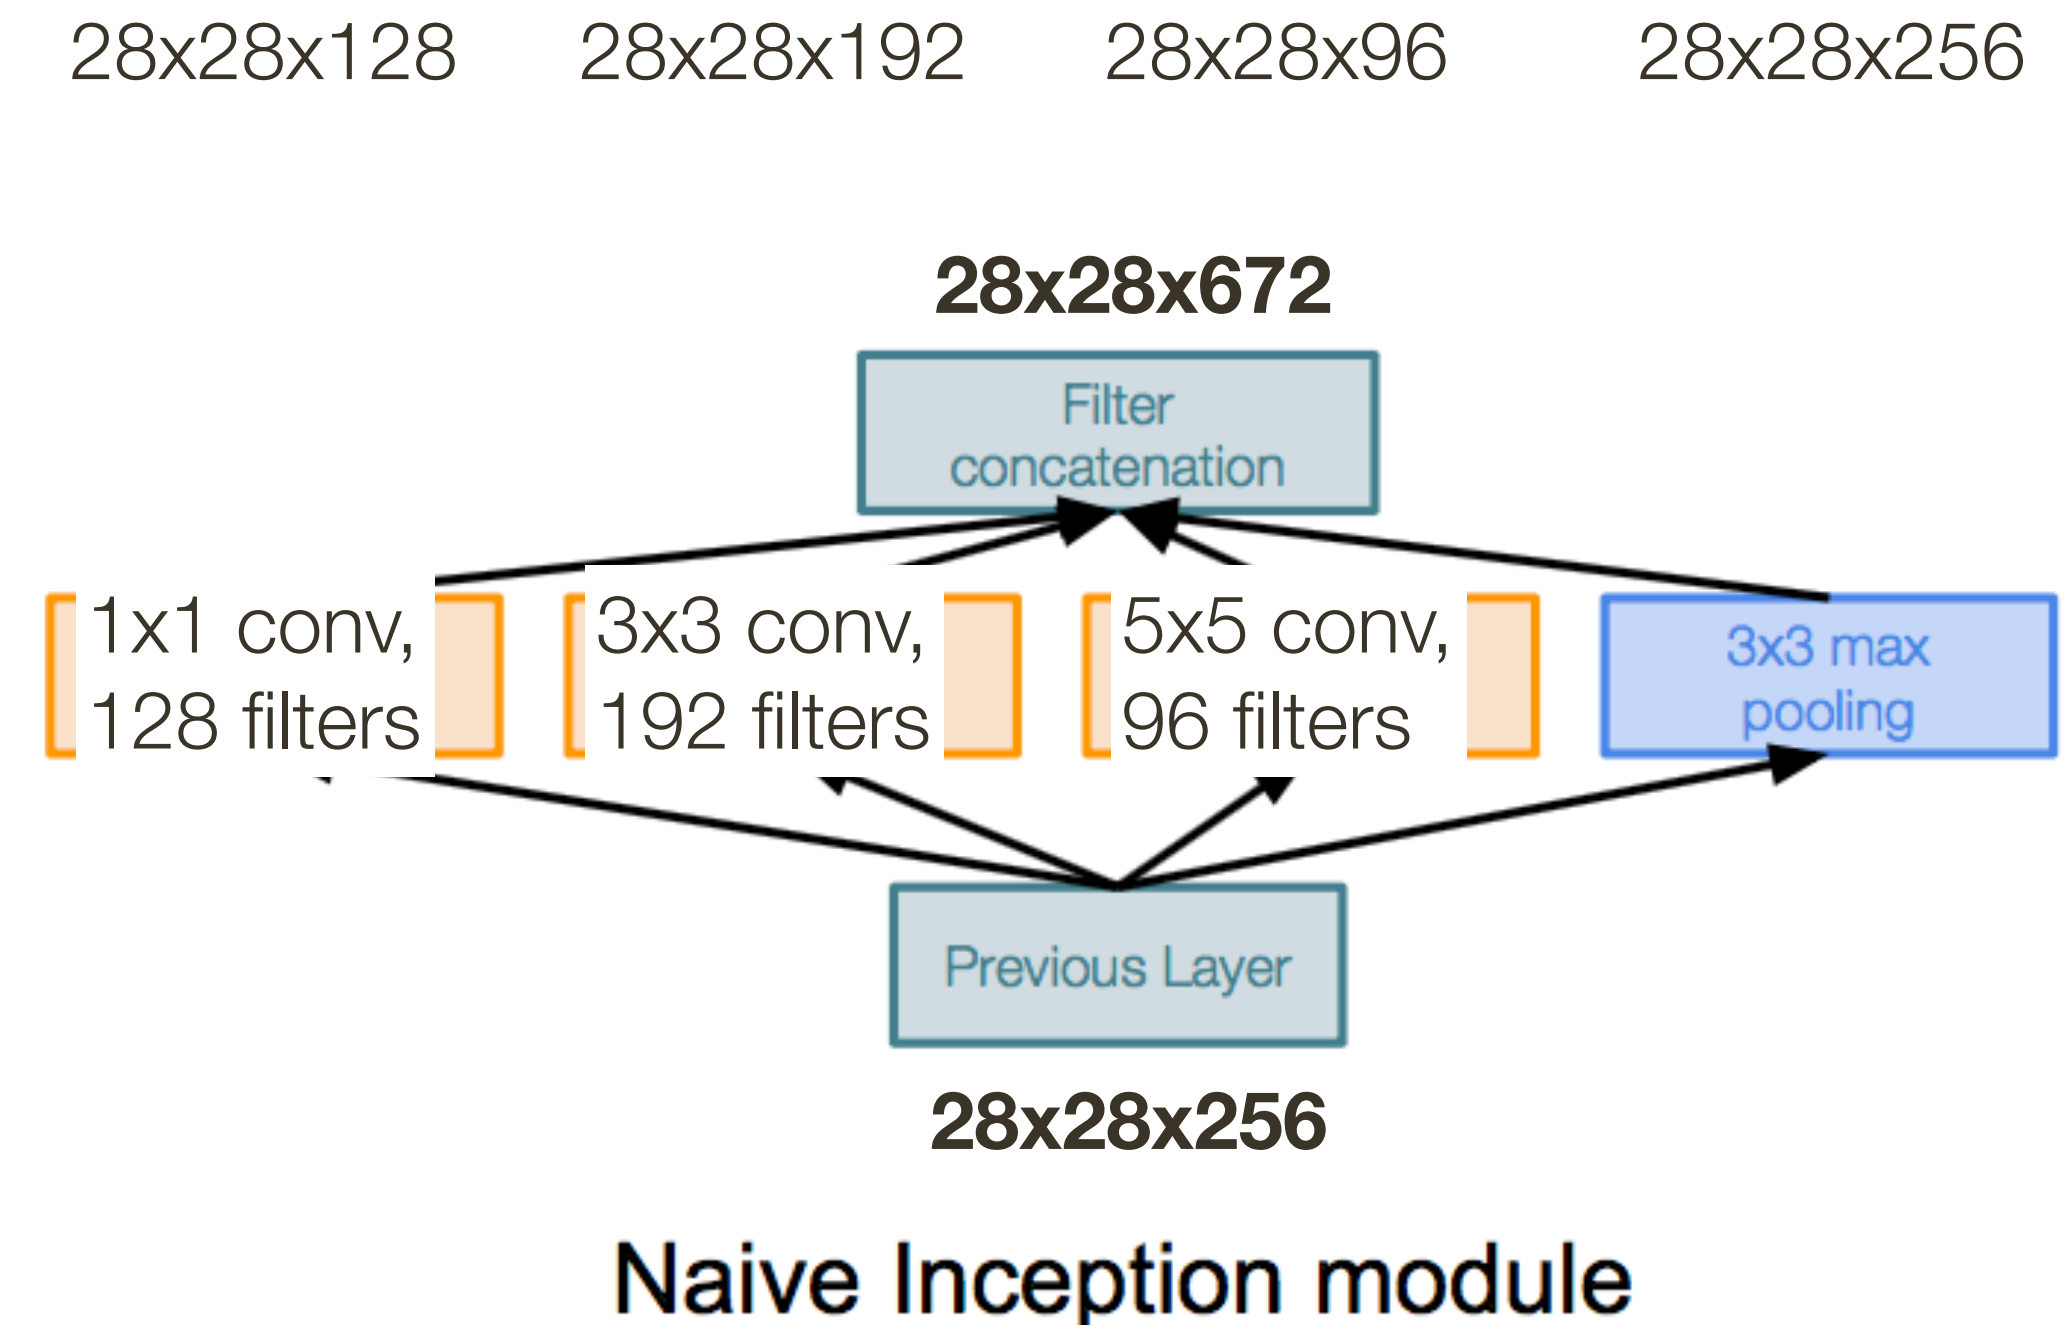 28x28x128 28x28x192 28x28x96 28x28x256
28x28x672
Filter
concatenation
1x1 conv,
128 filters
3x3 conv,
192 filters
5x5 conv,
96 filters
3x3 max
pooling
Previous Layer
28x28x256
Naive Inception module